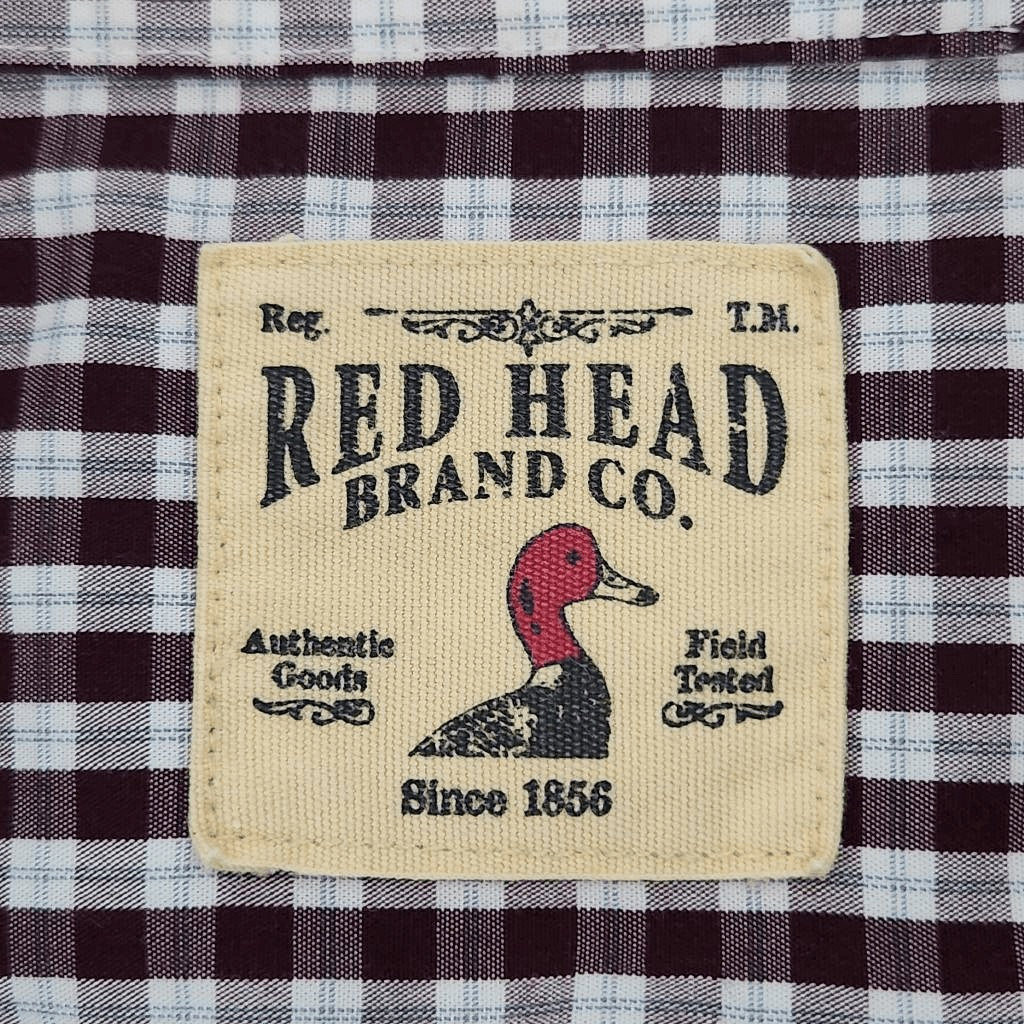 Reg. T.M.
RED HEAD
BRAND CO.
Authentic
Goods
Field
Tested
Since 1856